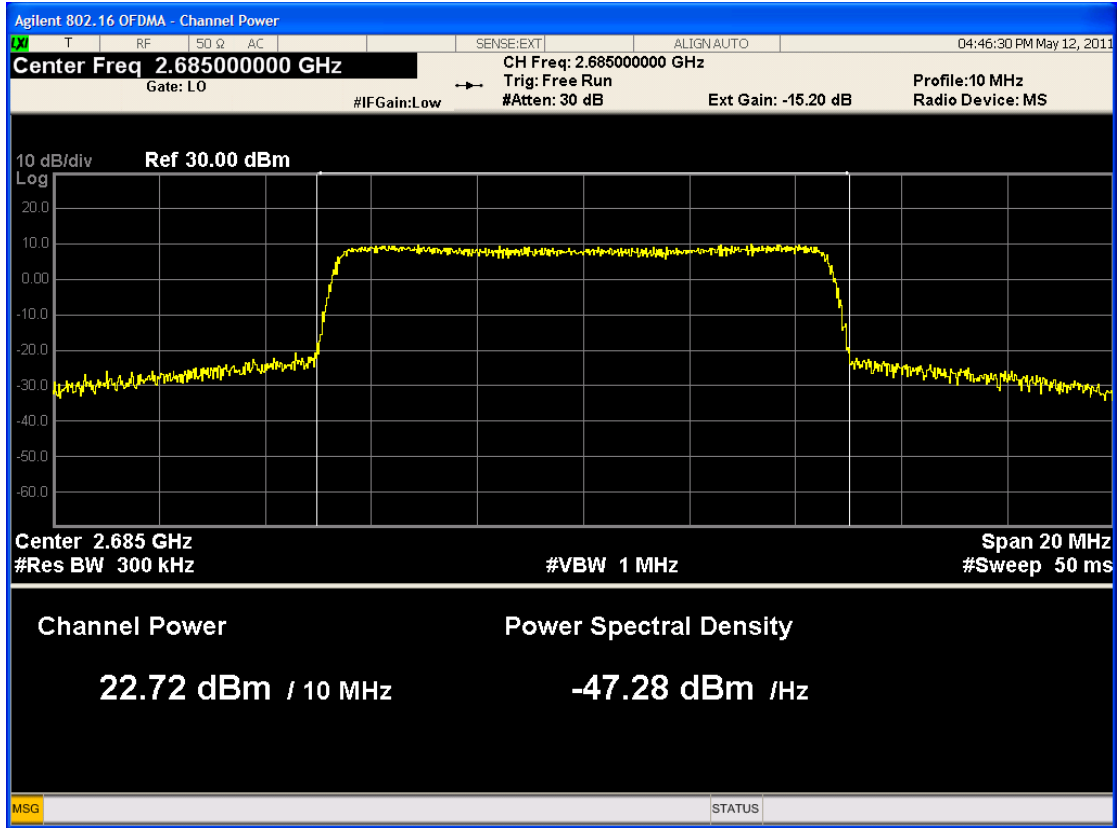 Agilent 802.16 OFDMA - Channel Power
LXI T RF 50 Ω AC SENSE:EXT ALIGN AUTO 04:46:30 PM May 12, 2011
Center Freq 2.685000000 GHz
Gate: LO
#IFGain:Low
CH Freq: 2.685000000 GHz
Trig: Free Run
#Atten: 30 dB
Ext Gain: -15.20 dB
Profile:10 MHz
Radio Device: MS
10 dB/div Ref 30.00 dBm
Log
20.0
10.0
0.00
-10.0
-20.0
-30.0
-40.0
-50.0
-60.0
Center 2.685 GHz Span 20 MHz
#Res BW 300 kHz #VBW 1 MHz #Sweep 50 ms
Channel Power Power Spectral Density
22.72 dBm / 10 MHz -47.28 dBm /Hz
MSG STATUS